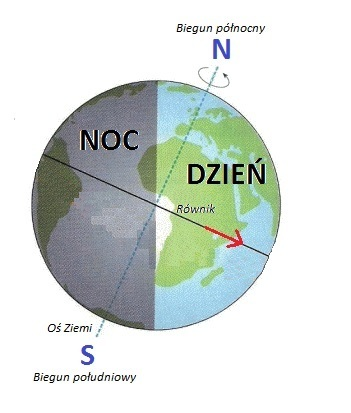 Biegun północny
N
NOC
DZIEŃ
Równik
Oś Ziemi
S
Biegun południowy